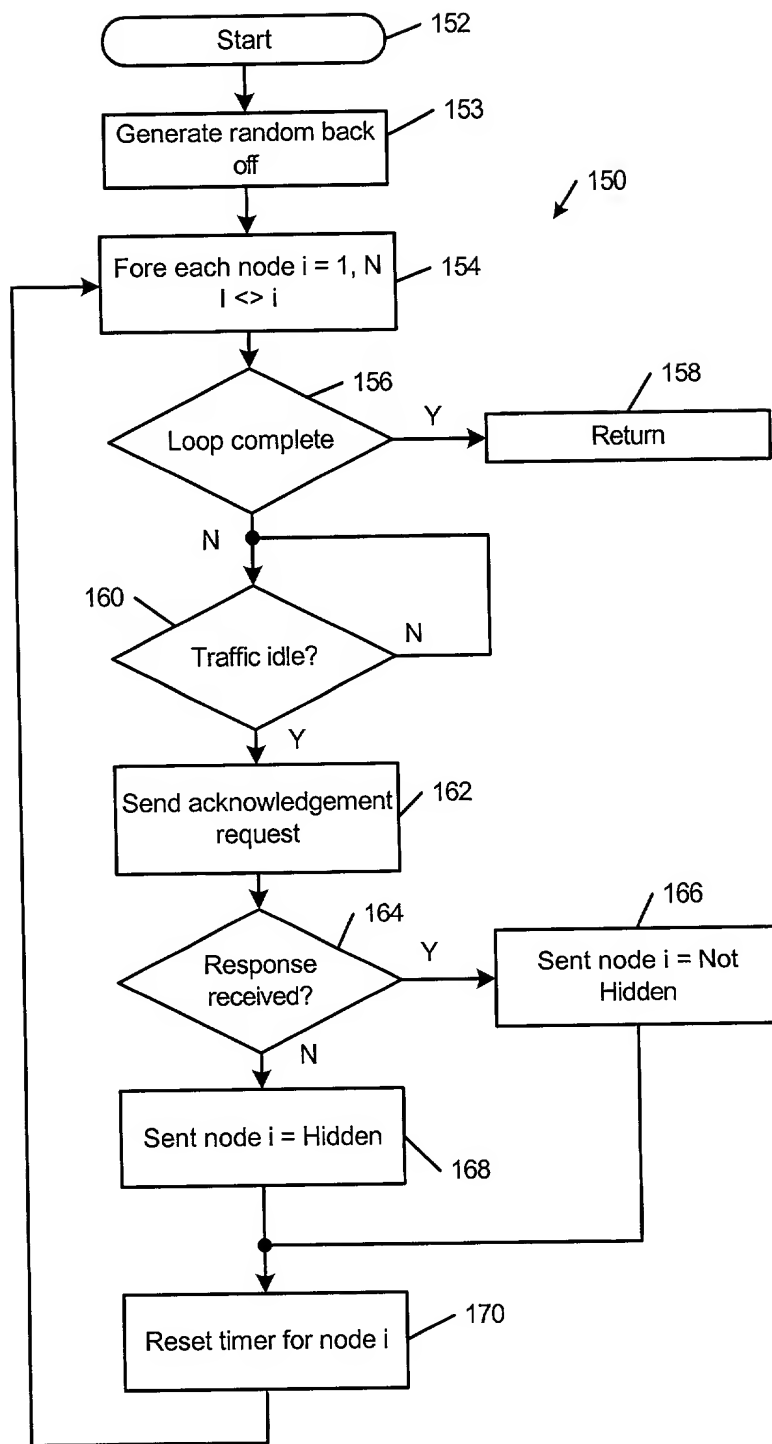 Start
152
Generate random back
off
153
150
Fore each node i = 1, N
I <> i
154
156
158
Loop complete
Y
Return
N
160
N
Traffic idle?
Y
Send acknowledgement
request
162
164
166
Response
received?
Y
Sent node i = Not
Hidden
N
Sent node i = Hidden
168
170
Reset timer for node i